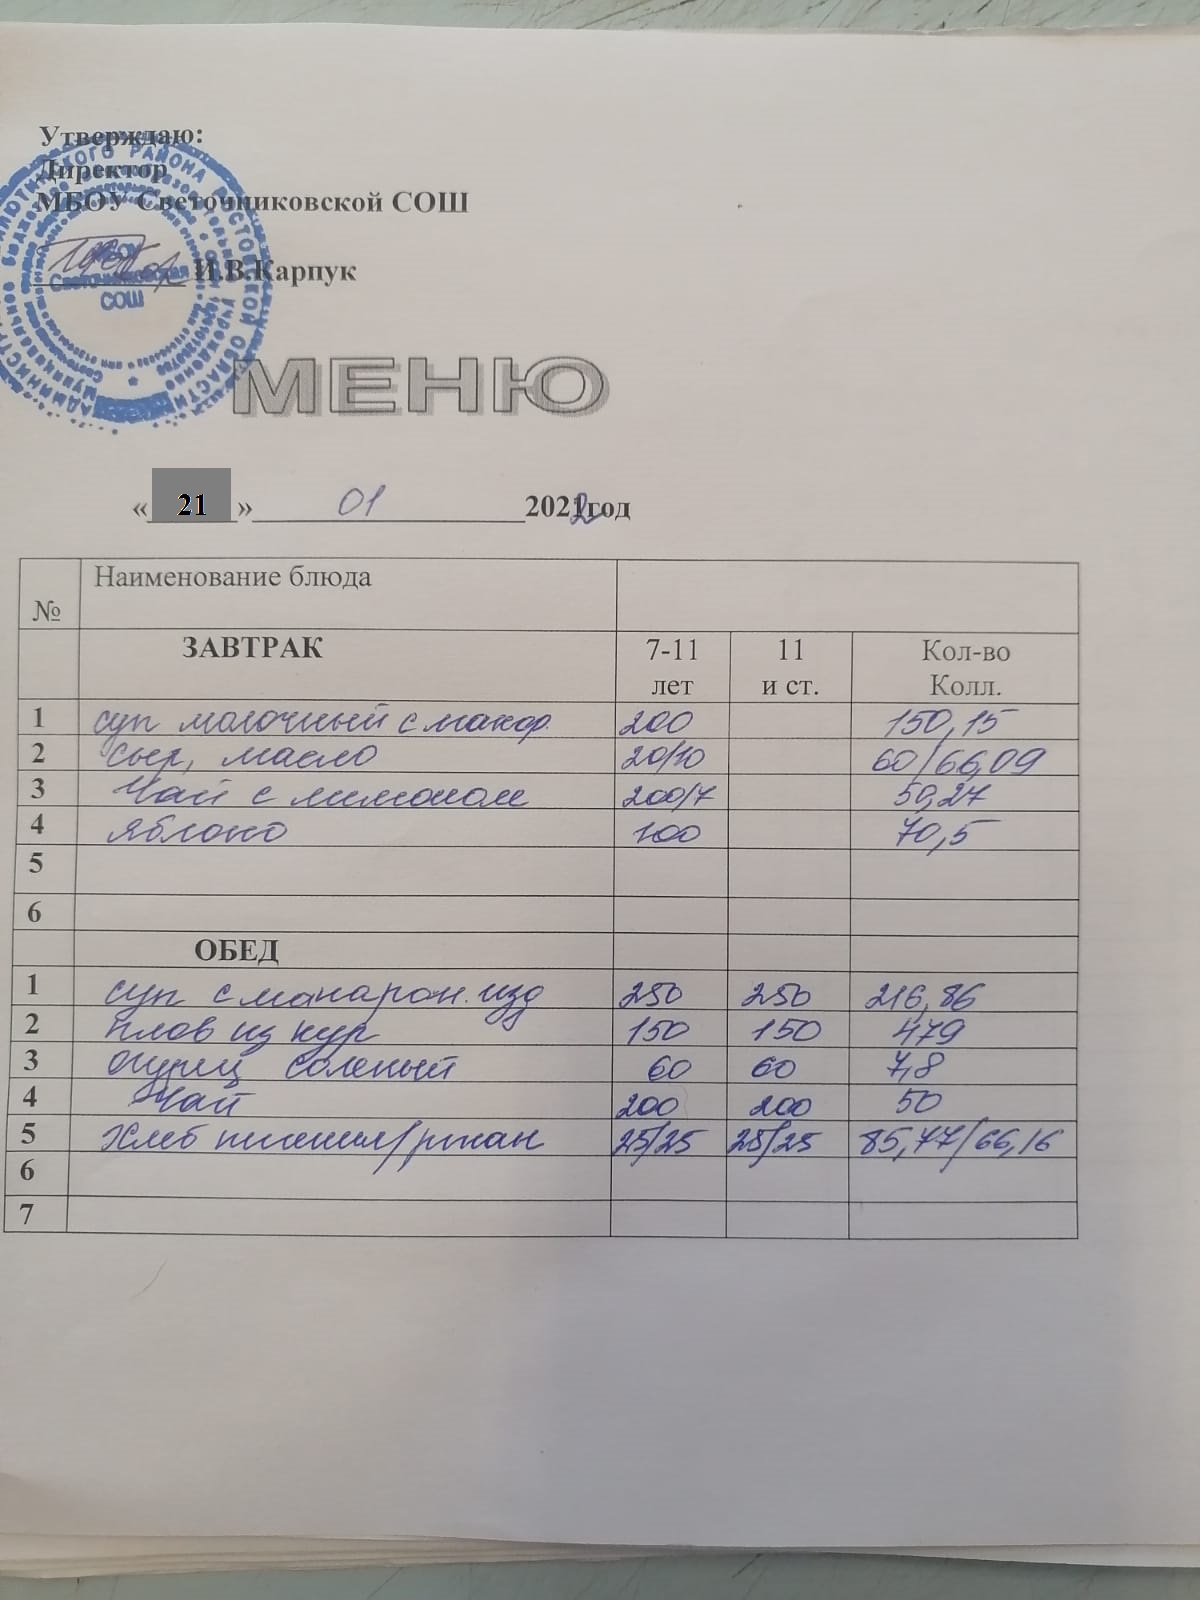 Утверждаю:
Директор
МБОУ Светочниковской СОШ
И.В.Карпук
СОШ
МЕНЮ
« 21 » 01 2022год
№ Наименование блюда
ЗАВТРАК 7-11 лет 11 и ст. Кол-во Колл.
1 суп молочный с макар. 200 150,15
2 сыр, масло 20/10 60/66,09
3 Чай с лимоном 200/7 50,27
4 Яблоко 100 70,5
5
6
ОБЕД
1 суп с макарон. изд 250 250 216,86
2 Плов из кур 150 150 479
3 Огурец соленый 60 60 7,8
4 Чай 200 200 50
5 Хлеб пшенич/ржан 25/25 25/25 85,77/66,16
6
7